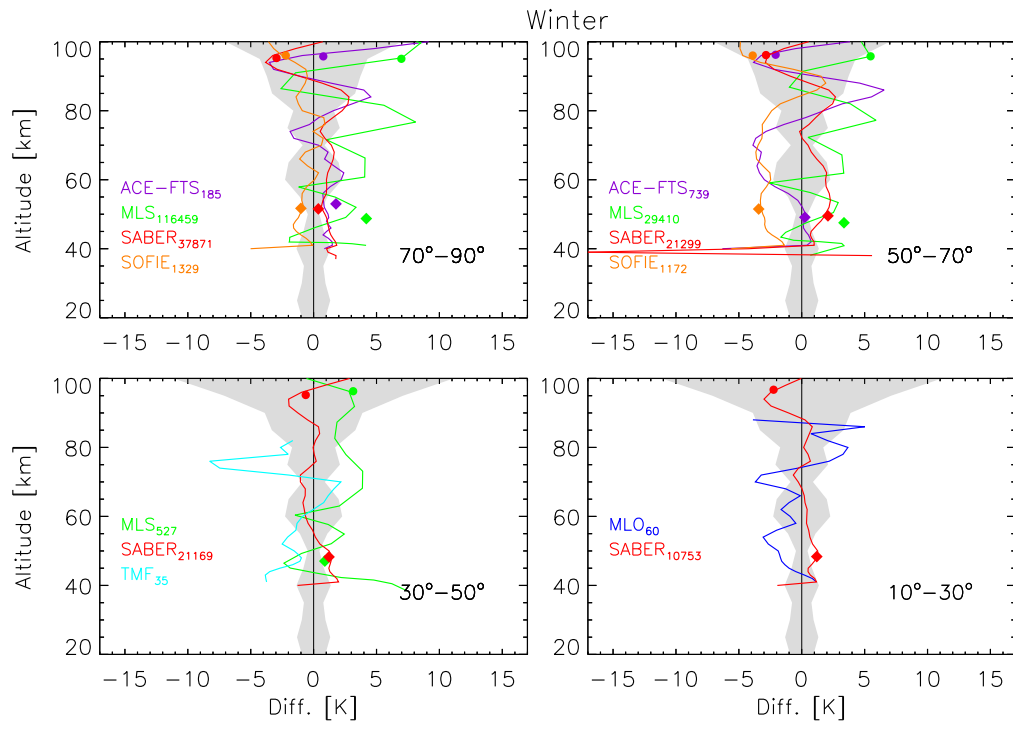 Winter
100
80
60
40
20
Altitude [km]
ACE-FTS185
MLS116459
SABER37871
SOFIE1329
70°-90°
-15 -10 -5 0 5 10 15
100
80
60
40
20
ACE-FTS739
MLS29410
SABER21299
SOFIE1172
50°-70°
-15 -10 -5 0 5 10 15
100
80
60
40
20
Altitude [km]
MLS527
SABER21169
TMF35
30°-50°
-15 -10 -5 0 5 10 15
Diff. [K]
100
80
60
40
20
MLO60
SABER10753
10°-30°
-15 -10 -5 0 5 10 15
Diff. [K]